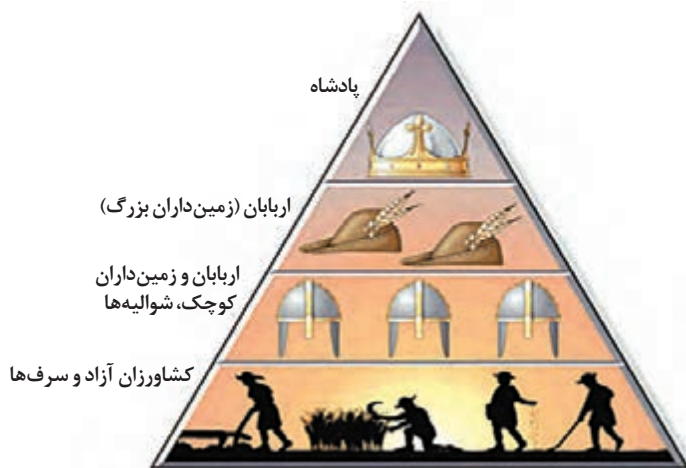 پادشاه
اربابان (زمین‌داران بزرگ)
اربابان و زمین‌داران
کوچک، شوالیه‌ها
کشاورزان آزاد و سرف‌ها